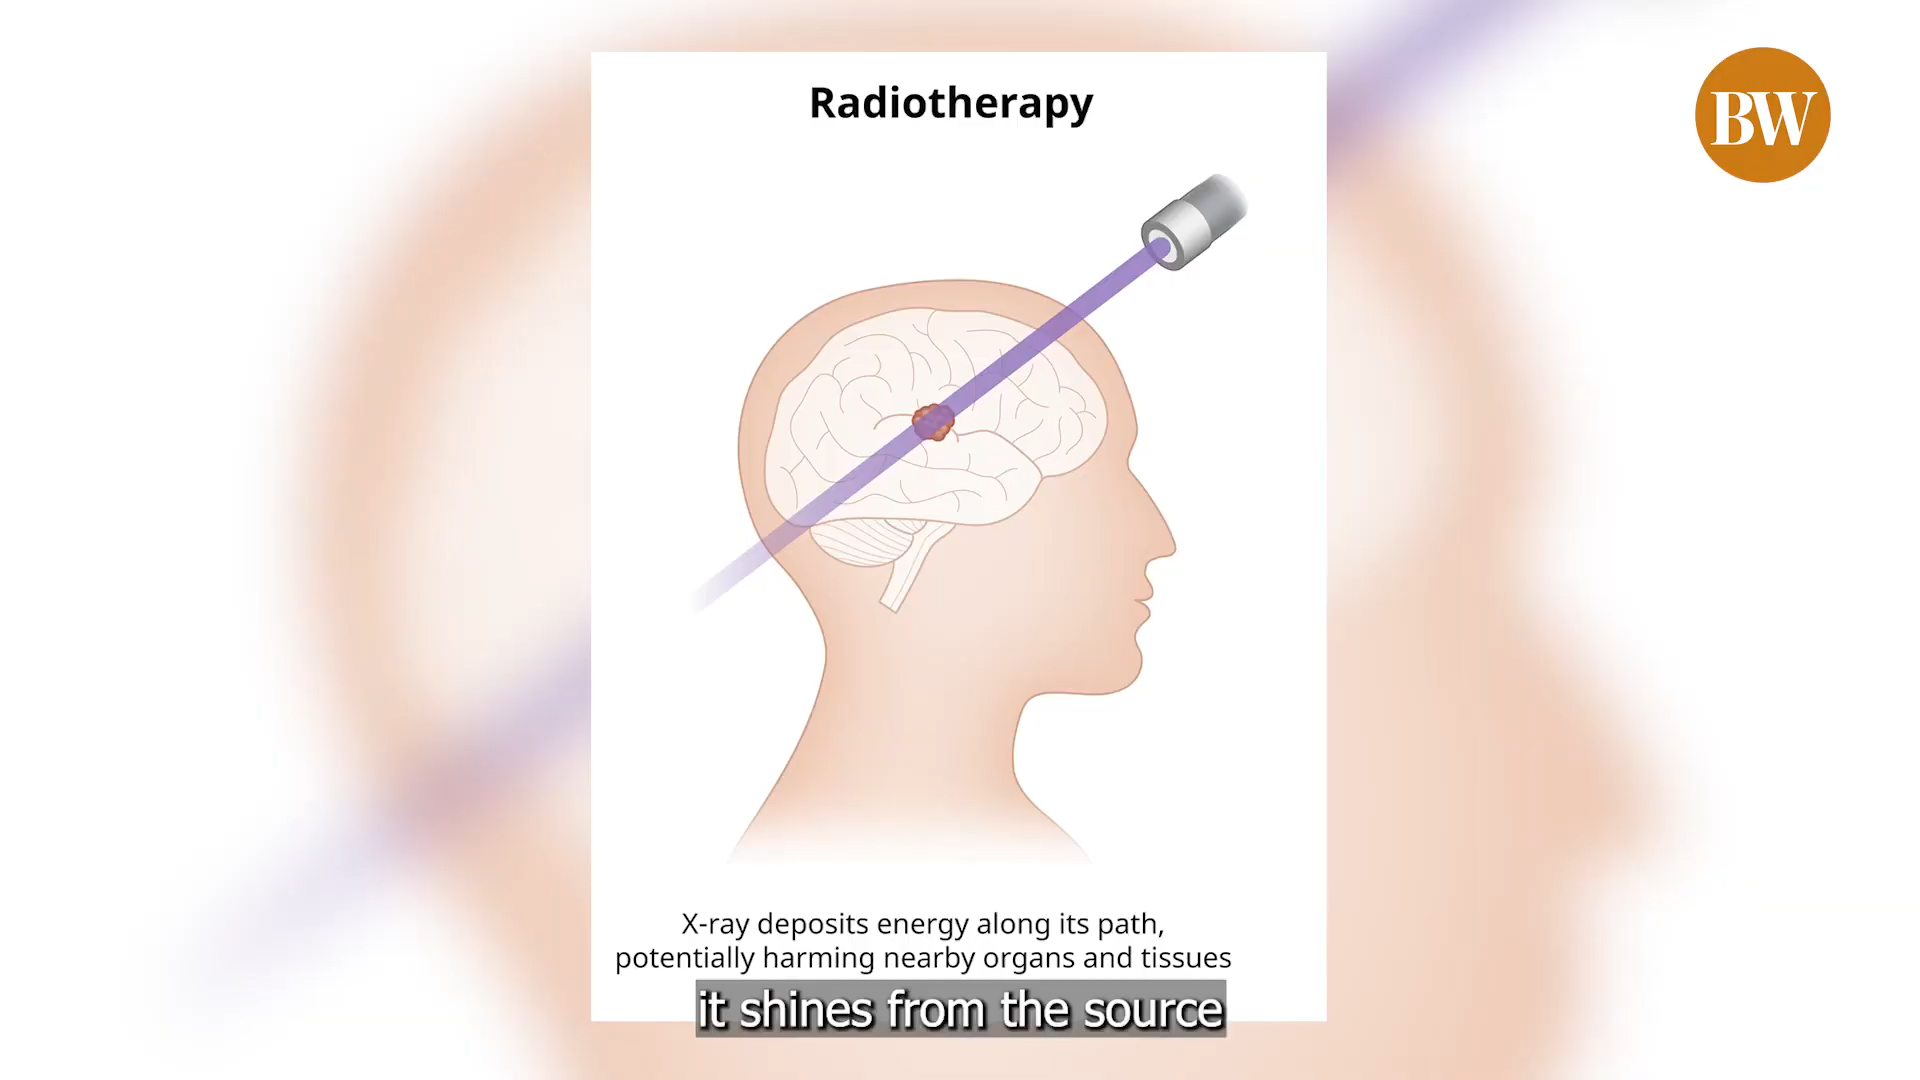 Radiotherapy
BW
X-ray deposits energy along its path,
potentially harming nearby organs and tissues
it shines from the source